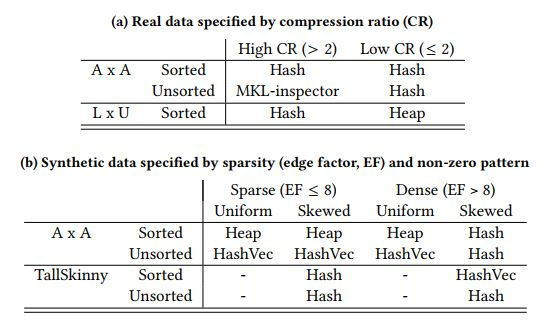 (a) Real data specified by compression ratio (CR)
High CR (> 2) Low CR (≤ 2)
A x A Sorted Hash Hash
Unsorted MKL-inspector Hash
L x U Sorted Hash Heap
(b) Synthetic data specified by sparsity (edge factor, EF) and non-zero pattern
Sparse (EF ≤ 8) Dense (EF > 8)
Uniform Skewed Uniform Skewed
A x A Sorted Heap Heap Heap Hash
Unsorted HashVec HashVec HashVec Hash
TallSkinny Sorted - Hash - HashVec
Unsorted - Hash - Hash